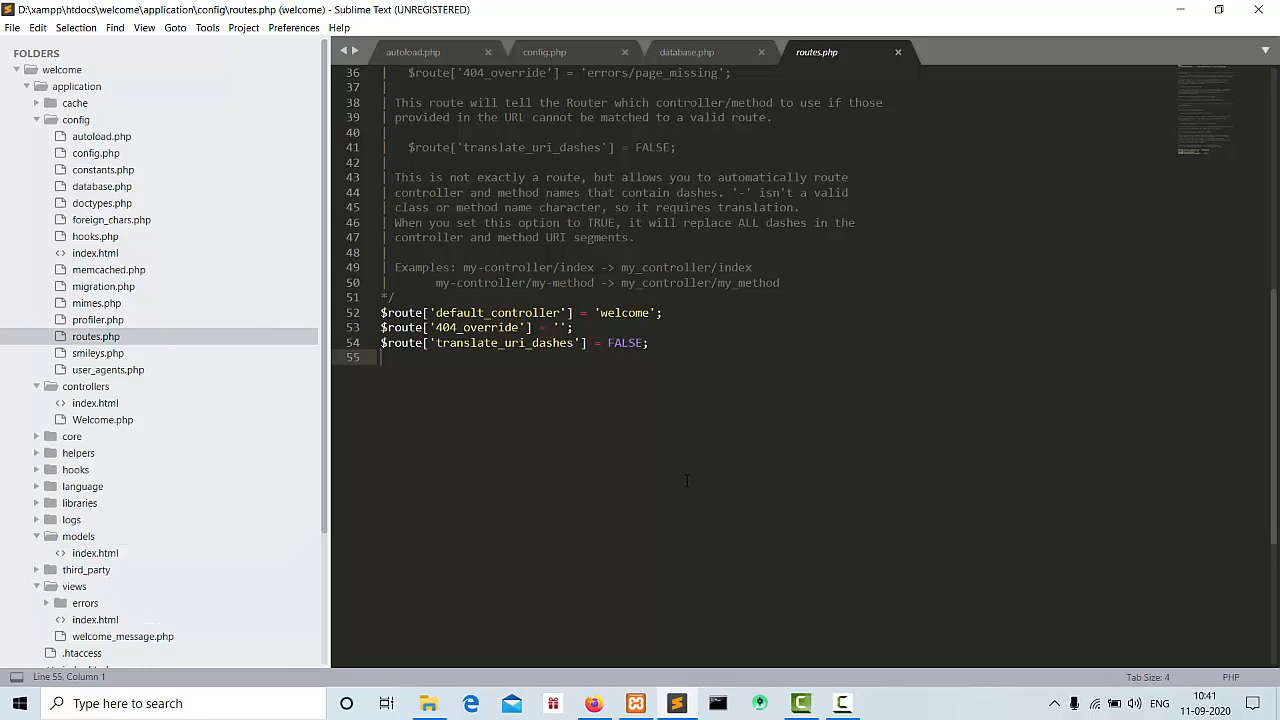 D:\xampp\htdocs\welcome\application\config\routes.php (welcome) - Sublime Text (UNREGISTERED)
File Edit Selection Find View Goto Tools Project Preferences Help
FOLDERS
welcome
application
cache
config
autoload.php
config.php
constants.php
database.php
doctypes.php
foreign_chars.php
hooks.php
index.html
memcached.php
migration.php
mimes.php
profiler.php
routes.php
smileys.php
user_agents.php
controllers
index.html
Welcome.php
core
helpers
hooks
language
libraries
logs
models
index.html
third_party
views
errors
index.html
welcome_message.php
.htaccess
autoload.php config.php database.php routes.php
36 | $route['404_override'] = 'errors/page_missing';
37 |
38 | This route will tell the Router which controller/method to use if those
39 | provided in the URL cannot be matched to a valid route.
40 |
41 | $route['translate_uri_dashes'] = FALSE;
42 |
43 | This is not exactly a route, but allows you to automatically route
44 | controller and method names that contain dashes. '-' isn't a valid
45 | class or method name character, so it requires translation.
46 | When you set this option to TRUE, it will replace ALL dashes in the
47 | controller and method URI segments.
48 |
49 | Examples: my-controller/index -> my_controller/index
50 | my-controller/my-method -> my_controller/my_method
51 */
52 $route['default_controller'] = 'welcome';
53 $route['404_override'] = '';
54 $route['translate_uri_dashes'] = FALSE;
55
Line 55, Column 1
Tab Size: 4
PHP
Type here to search
ENG
10:41
11-09-2020